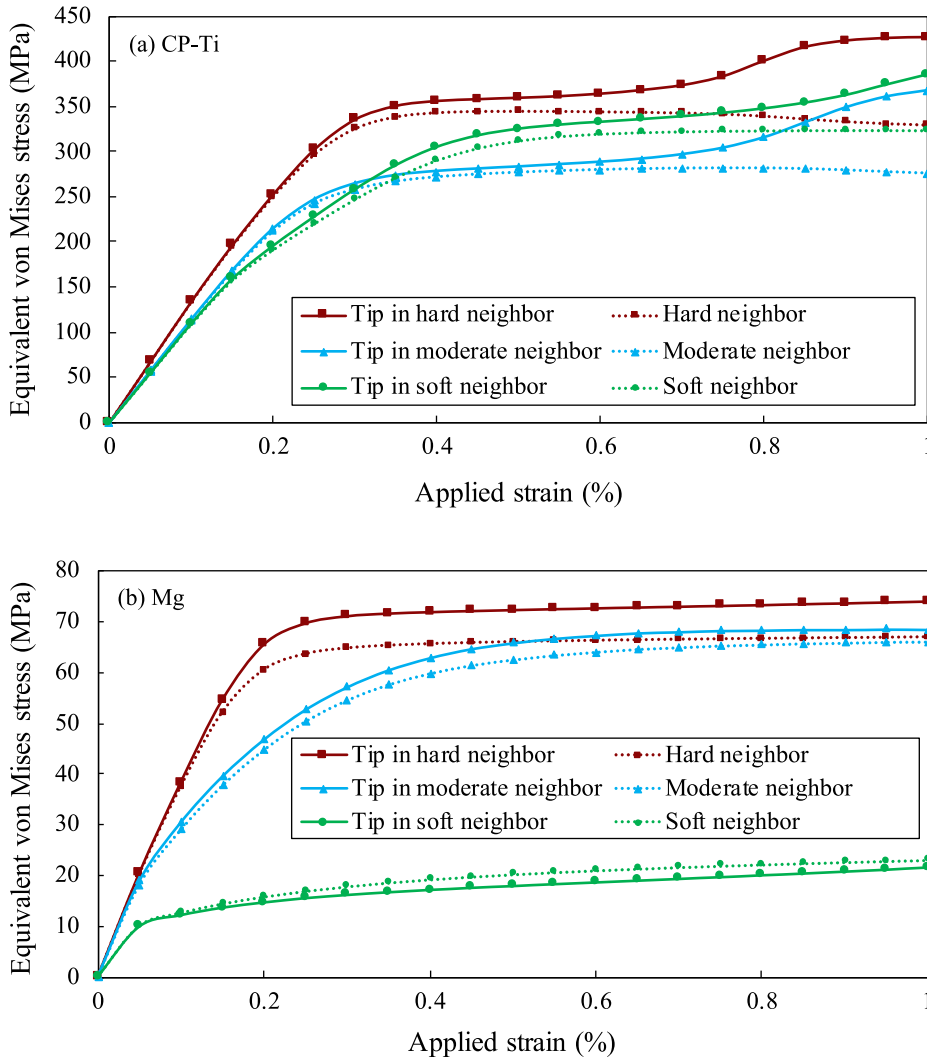 450
400
350
300
250
200
150
100
50
0
Equivalent von Mises stress (MPa)
(a) CP-Ti
Tip in hard neighbor
Hard neighbor
Tip in moderate neighbor
Moderate neighbor
Tip in soft neighbor
Soft neighbor
0 0.2 0.4 0.6 0.8 1
Applied strain (%)
80
70
60
50
40
30
20
10
0
Equivalent von Mises stress (MPa)
(b) Mg
Tip in hard neighbor
Hard neighbor
Tip in moderate neighbor
Moderate neighbor
Tip in soft neighbor
Soft neighbor
0 0.2 0.4 0.6 0.8 1
Applied strain (%)